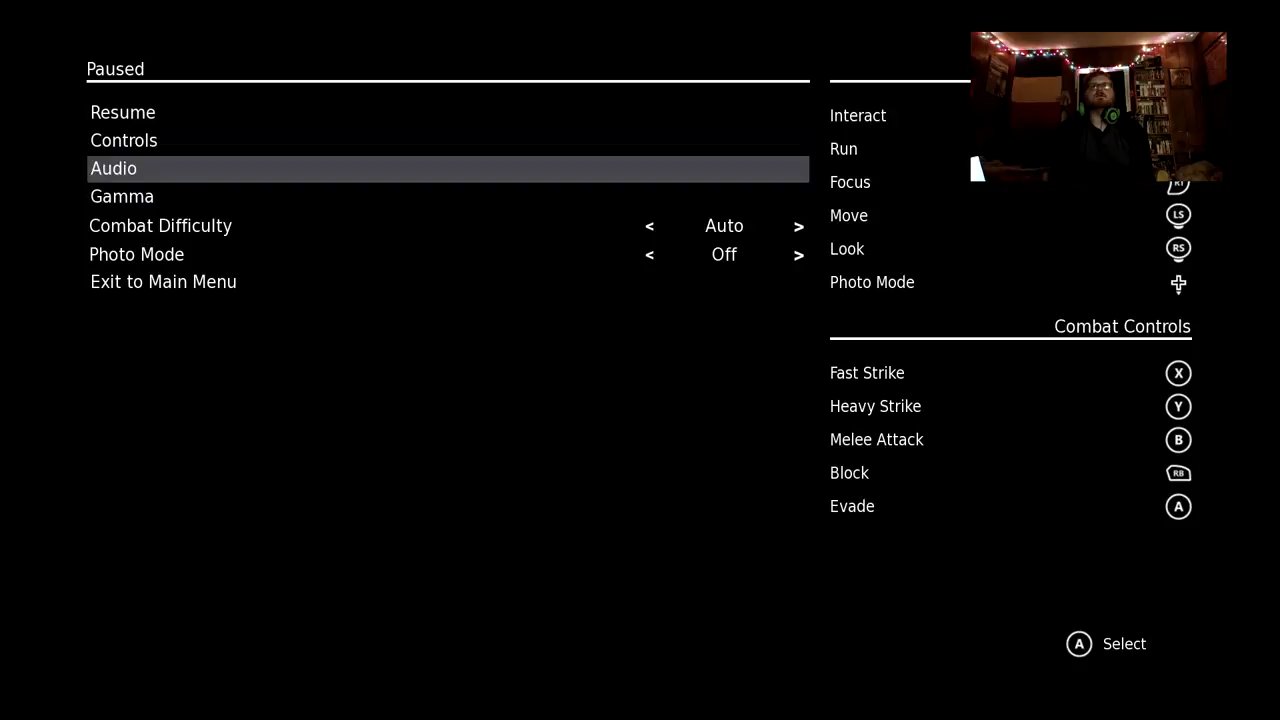 Paused
Resume
Controls
Audio
Gamma
Combat Difficulty < Auto >
Photo Mode < Off >
Exit to Main Menu
Interact
Run
Focus RT
Move LS
Look RS
Photo Mode
Combat Controls
Fast Strike X
Heavy Strike Y
Melee Attack B
Block RB
Evade A
A Select